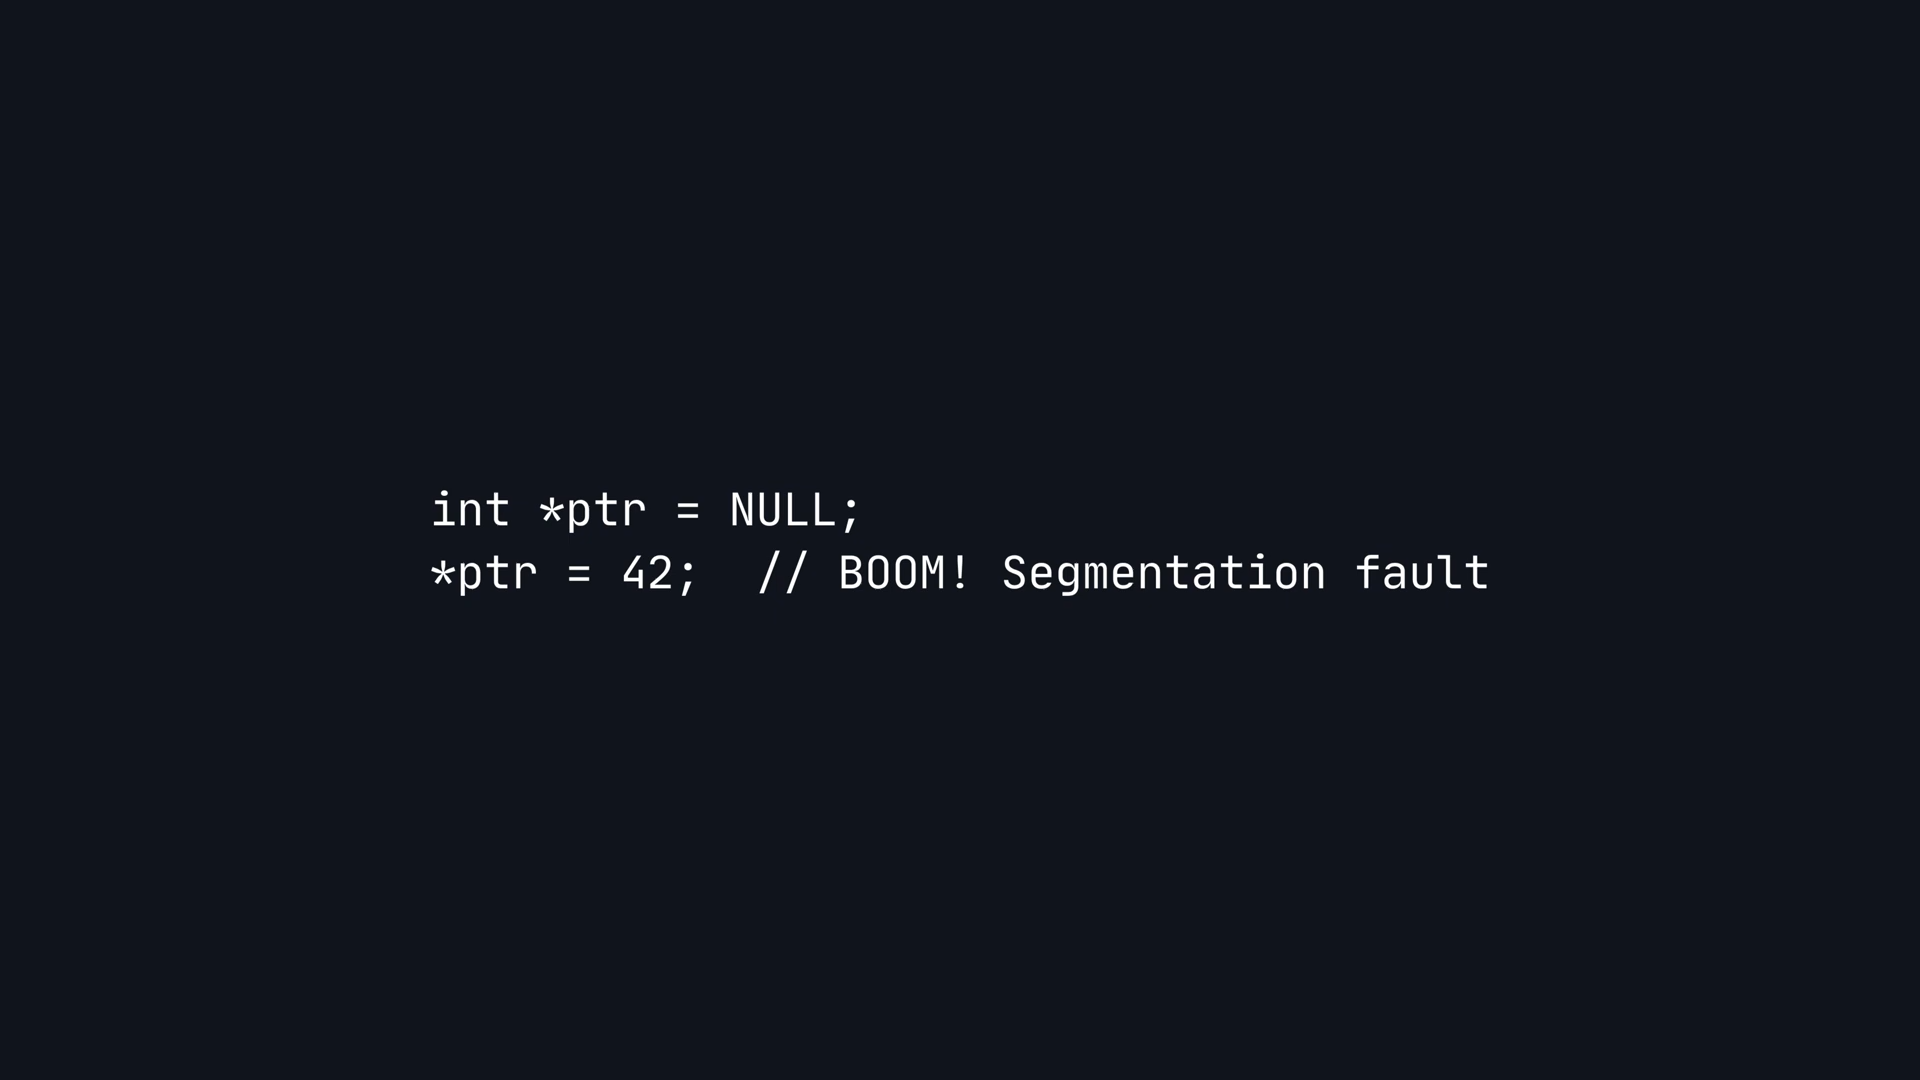 int *ptr = NULL;
*ptr = 42;  // BOOM! Segmentation fault